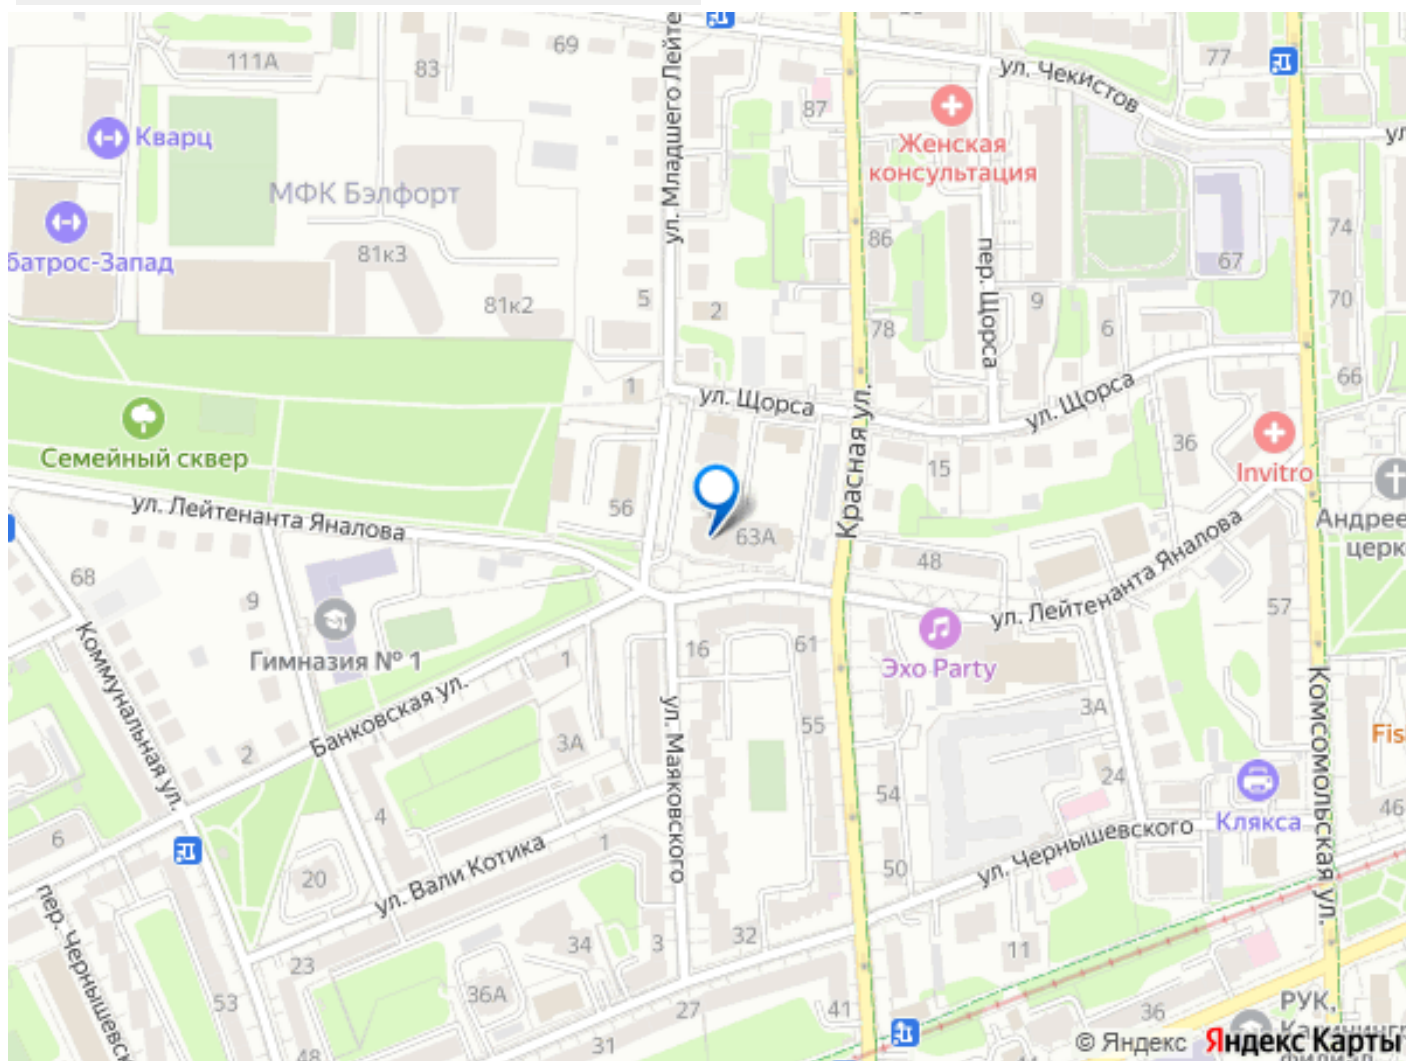 69
111А
83
77
ул. Чекистов
ул. Младшего Лейте
87
Кварц
Женская
консультация
МФК Бэлфорт
86
74
батрос-Запад
81к3
67
пер. Щорса
5
81к2
2
9
70
78
6
1
66
ул. Щорса
ул. Щорса
Красная ул.
Семейный сквер
15
36
Invitro
56
ул. Лейтенанта Яналова
63А
Андрее
церк
48
68
9
ул. Лейтенанта Яналова
57
Гимназия № 1
1
16
61
Эхо Party
Коммунальная ул.
Банковская ул.
ул. Маяковского
55
3А
Комсомольская ул.
2
3А
Fis
24
54
4
Клякса
46
6
ул. Вали Котика
1
ул. Чернышевского
20
50
пер. Чернышевск
34
3
32
11
23
53
36А
27
41
36
31
48
РУК,
Калинингр
филиал
© Яндекс
Яндекс Карты